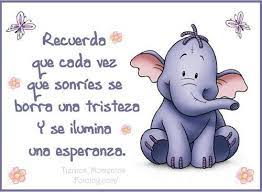 Recuerda
que cada vez
que sonríes se
borra una tristeza
Y se ilumina
una esperanza.